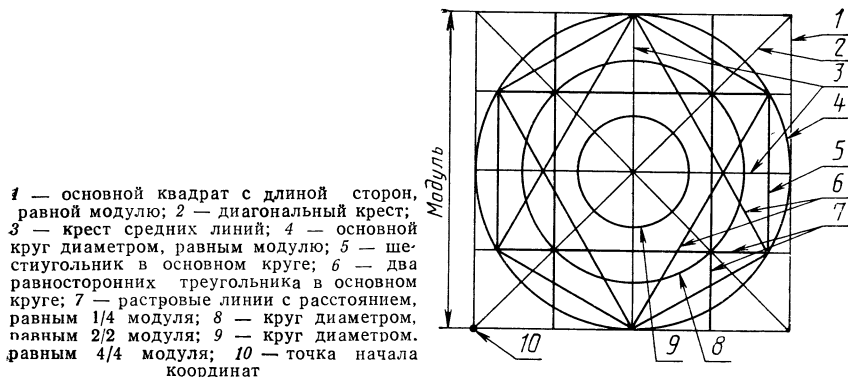 1
2
3
4
5
6
7
Модуль
10
9
8
1 — основной квадрат с длиной сторон,
равной модулю; 2 — диагональный крест;
3 — крест средних линий; 4 — основной
круг диаметром, равным модулю; 5 — ше-
стиугольник в основном круге; 6 — два
равносторонних треугольника в основном
круге; 7 — растровые линии с расстоянием,
равным 1/4 модуля; 8 — круг диаметром,
равным 2/2 модуля; 9 — круг диаметром.
равным 4/4 модуля; 10 — точка начала
координат